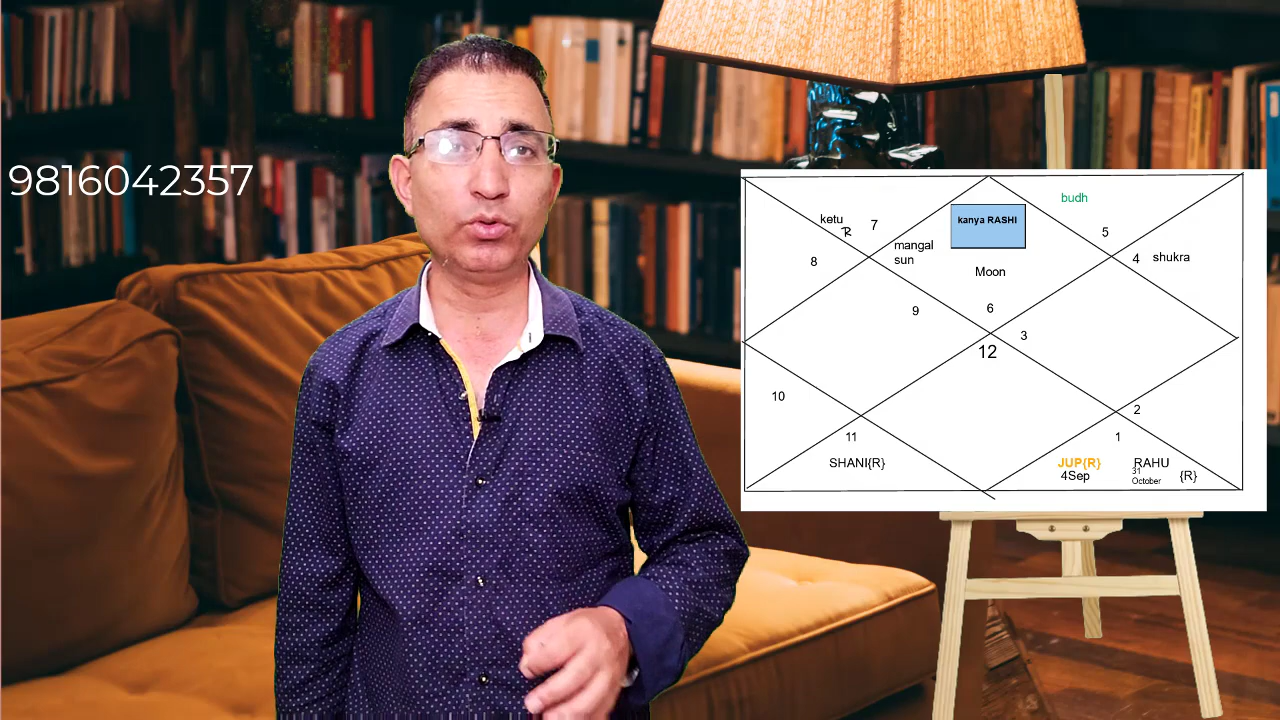 9816042357
budh
kanya RASHI
ketu
R
7
5
mangal
sun
4
shukra
8
Moon
9
6
3
12
10
2
11
1
SHANI{R}
JUP{R}
4Sep
RAHU
31
October
{R}